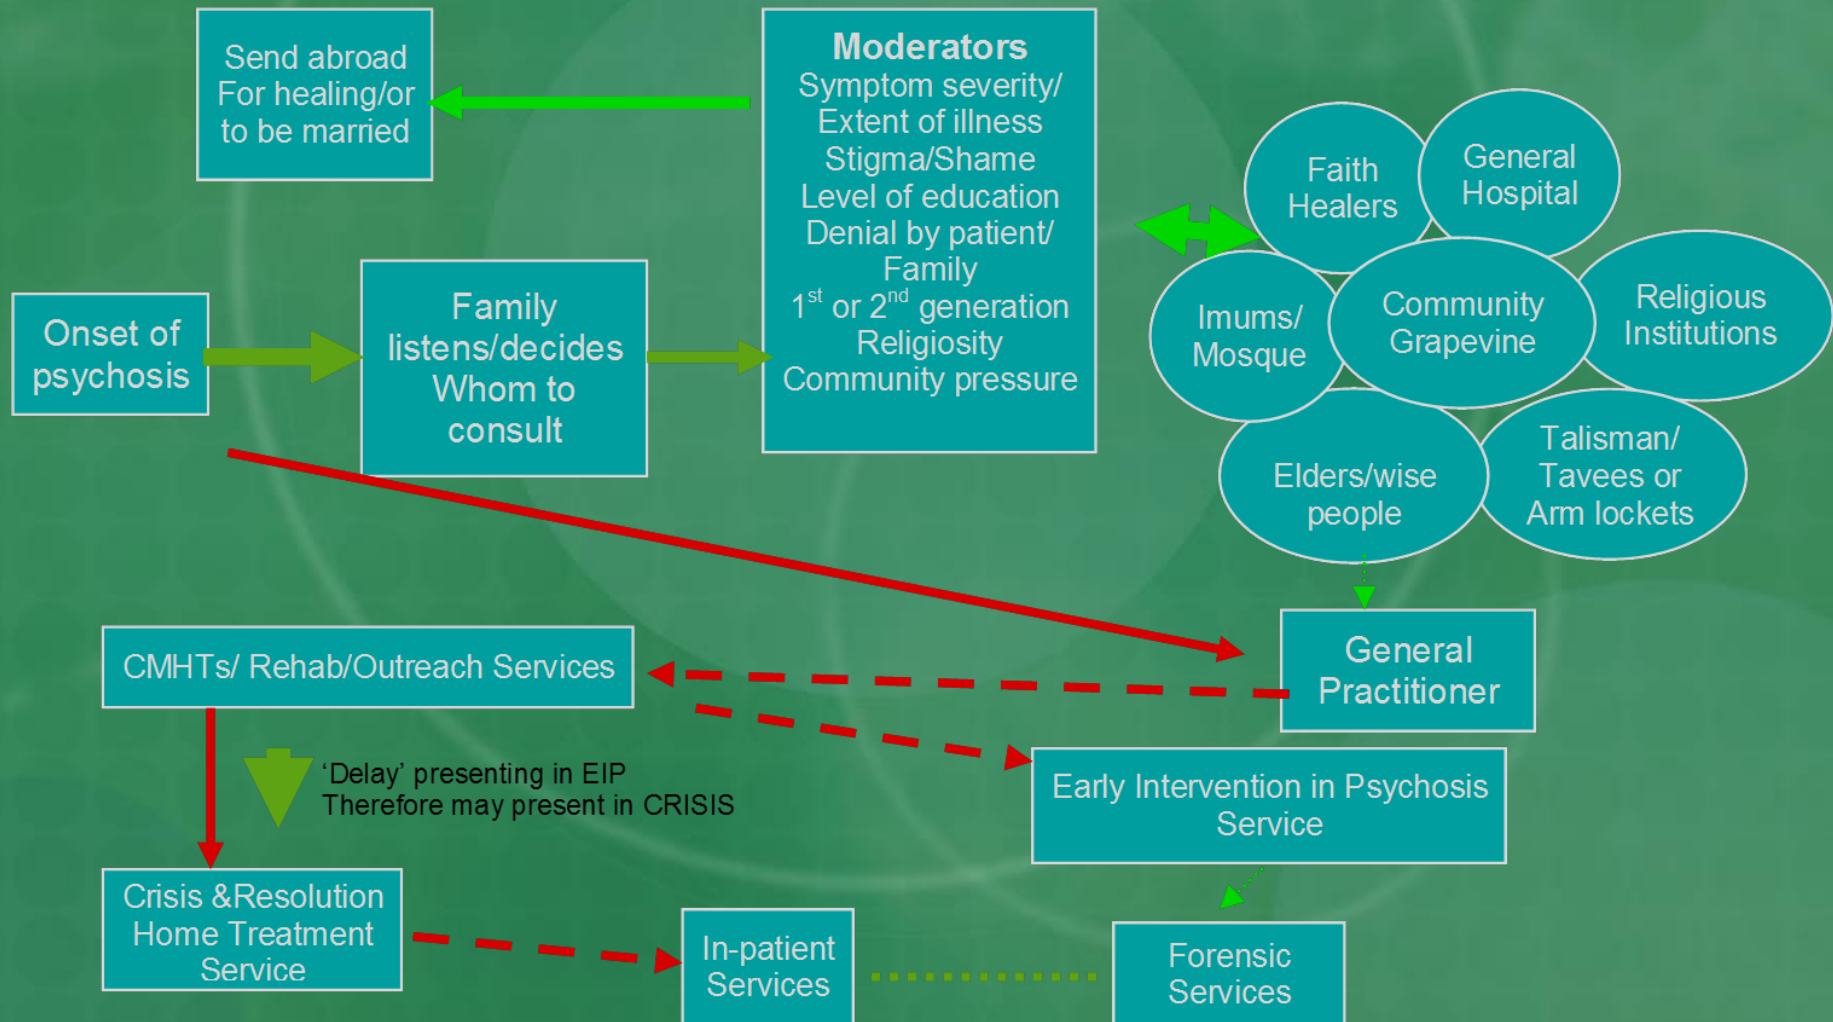 Send abroad
For healing/or
to be married
Moderators
Symptom severity/
Extent of illness
Stigma/Shame
Level of education
Denial by patient/
Family
1st or 2nd generation
Religiosity
Community pressure
Faith
Healers
General
Hospital
Onset of
psychosis
Family
listens/decides
Whom to
consult
Imums/
Mosque
Community
Grapevine
Religious
Institutions
Elders/wise
people
Talisman/
Tavees or
Arm lockets
General
Practitioner
CMHTs/ Rehab/Outreach Services
'Delay' presenting in EIP
Therefore may present in CRISIS
Early Intervention in Psychosis
Service
Crisis &Resolution
Home Treatment
Service
In-patient
Services
Forensic
Services